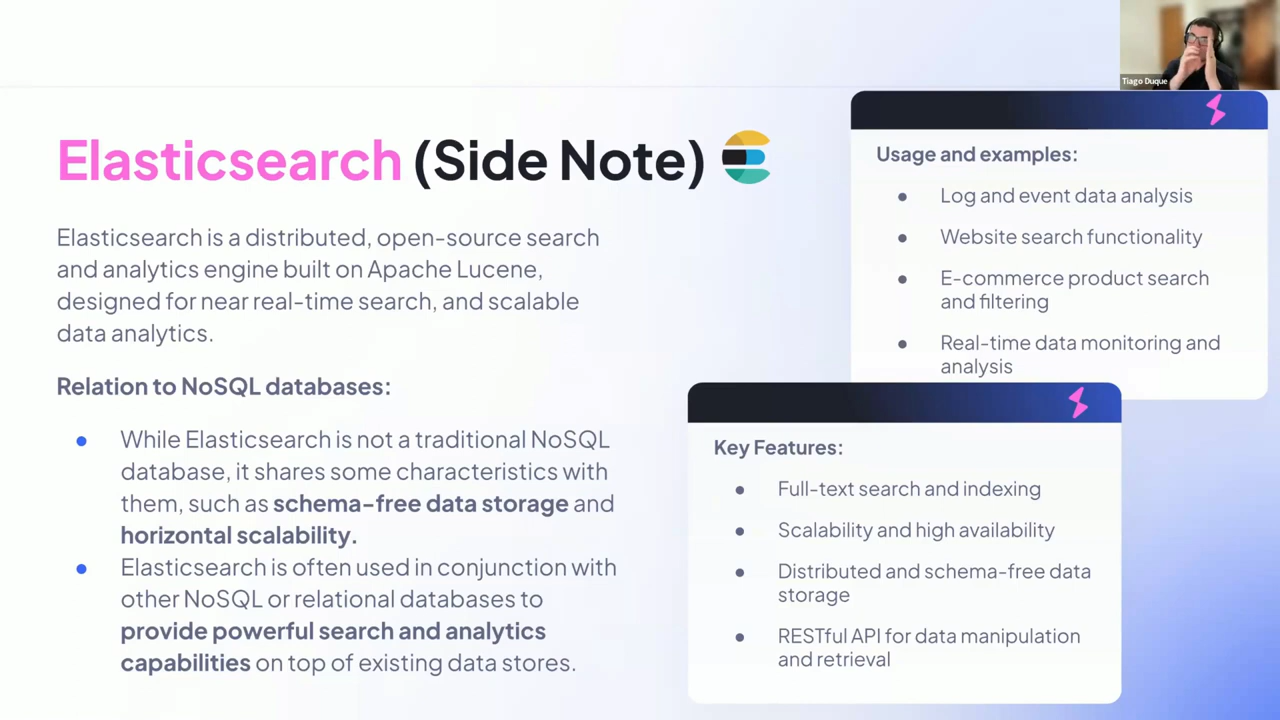 Tiago Duque
Elasticsearch (Side Note)
Elasticsearch is a distributed, open-source search
and analytics engine built on Apache Lucene,
designed for near real-time search, and scalable
data analytics.
Relation to NoSQL databases:
● While Elasticsearch is not a traditional NoSQL
database, it shares some characteristics with
them, such as schema-free data storage and
horizontal scalability.
● Elasticsearch is often used in conjunction with
other NoSQL or relational databases to
provide powerful search and analytics
capabilities on top of existing data stores.
Usage and examples:
● Log and event data analysis
● Website search functionality
● E-commerce product search
and filtering
● Real-time data monitoring and
analysis
Key Features:
● Full-text search and indexing
● Scalability and high availability
● Distributed and schema-free data
storage
● RESTful API for data manipulation
and retrieval